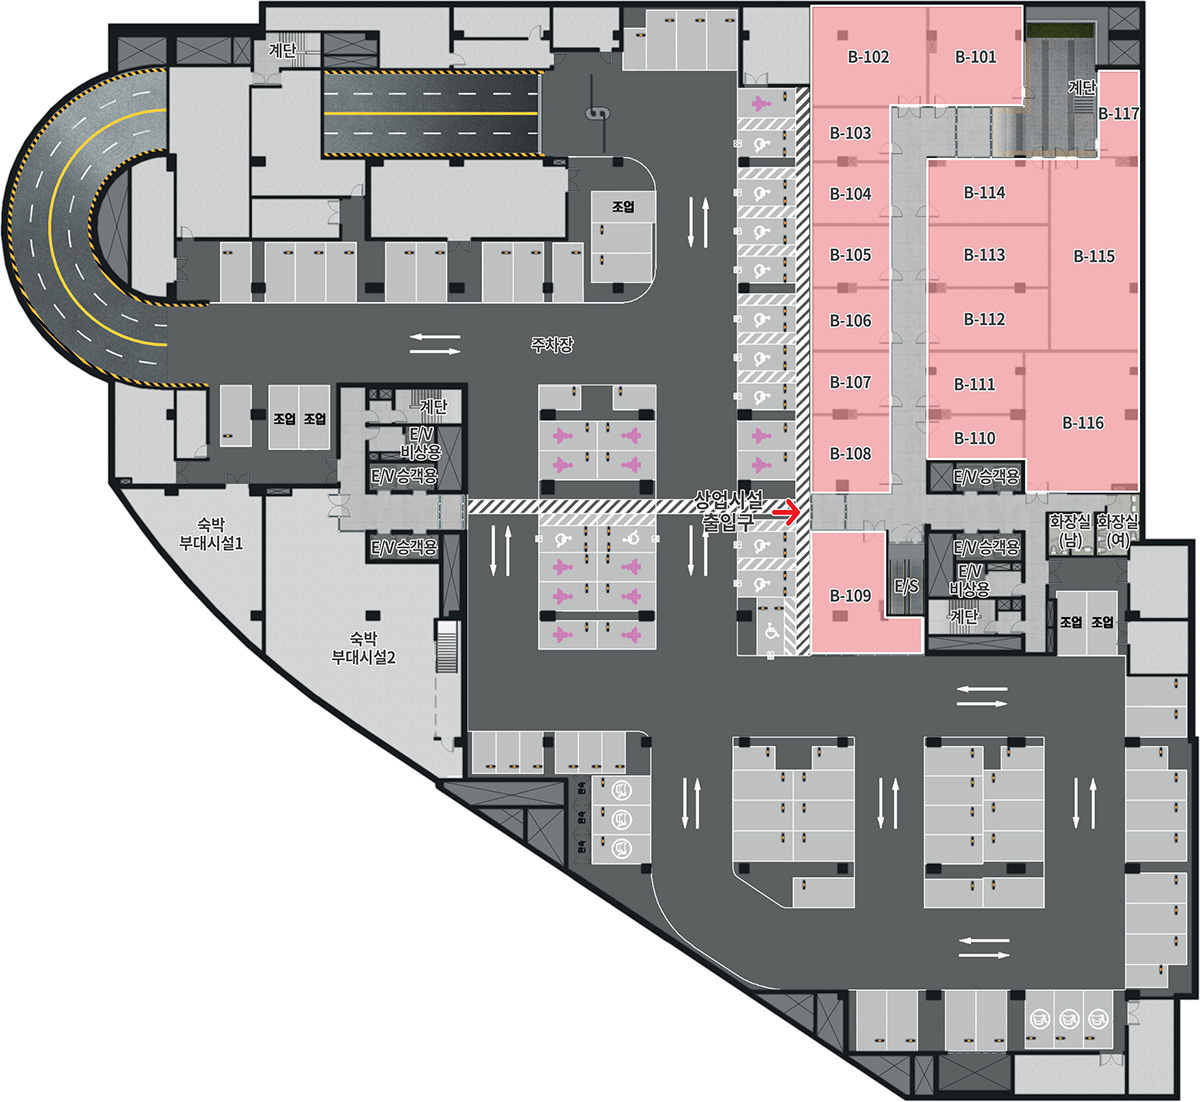 계단
B-102
B-101
계단
B-117
B-103
B-104
B-114
조업
B-105
B-113
B-115
B-106
B-112
주차장
B-107
B-111
계단
조업
조업
B-116
E/V
비상용
B-110
B-108
E/V승객용
E/V승객용
상업시설
출입구
숙박
부대시설1
화장실
(남)
화장실
(여)
E/V승객용
E/V승객용
E/V
비상용
E/S
B-109
계단
조업
조업
숙박
부대시설2